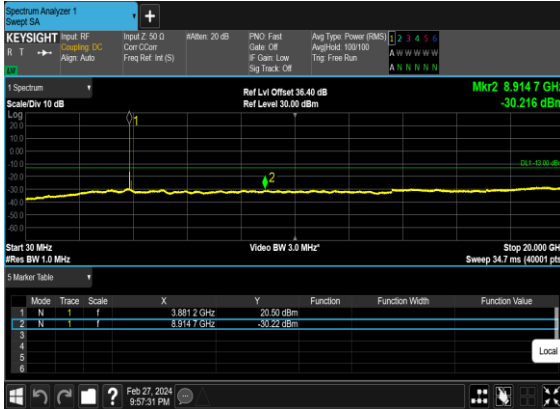 Spectrum Analyzer 1
Swept SA
+
KEYSIGHT Input: RF Input Z: 50 Ω #Atten: 20 dB PNO: Fast Avg Type: Power (RMS) 1 2 3 4 5 6
R T Coupling: DC Corr CCorr Gate: Off Avg|Hold: 100/100 A W W W W W
Align: Auto Freq Ref: Int (S) IF Gain: Low Trig: Free Run
Sig Track: Off A N N N N N
1 Spectrum Ref Lvl Offset 36.40 dB Mkr2 8.914 7 GHz
Scale/Div 10 dB Ref Level 30.00 dBm -30.216 dBm
Log
20.0
10.0
0.00
-10.0
-20.0
-30.0
-40.0
-50.0
-60.0
1
2
DL1 -13.00 dBm
Start 30 MHz Video BW 3.0 MHz* Stop 20.000 GHz
#Res BW 1.0 MHz Sweep 34.7 ms (40001 pts)
5 Marker Table
Mode Trace Scale X Y Function Function Width Function Value
1 N 1 f 3.881 2 GHz 20.50 dBm
2 N 1 f 8.914 7 GHz -30.22 dBm
3
4
5
6
Local
? Feb 27, 2024
9:57:31 PM